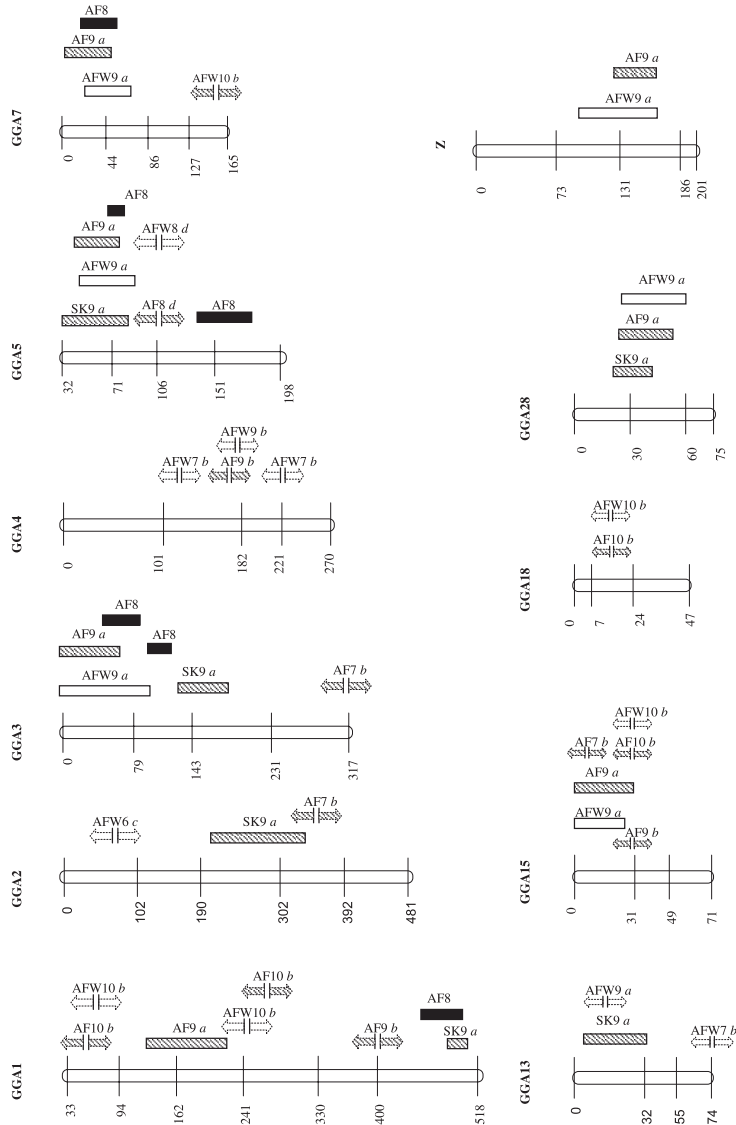 AF8
AF9 a
AFW9 a
AFW10 b
GGA7
0
44
86
127
165
AF8
AF9 a
AFW8 d
AFW9 a
SK9 a
AF8 d
AF8
GGA5
32
71
106
151
198
AFW9 b
AFW7 b
AF9 b
AFW7 b
GGA4
0
101
182
221
270
AF8
AF9 a
AF8
AFW9 a
SK9 a
AF7 b
GGA3
0
79
143
231
317
AF7 b
AFW6 c
SK9 a
GGA2
0
102
190
302
392
481
AFW10 b
AF10 b
AF8
AF10 b
AF9 a
AFW10 b
AF9 b
SK9 a
GGA1
33
94
162
241
330
400
518
AF9 a
AFW9 a
Z
0
73
131
186
201
AFW9 a
AF9 a
SK9 a
GGA28
0
30
60
75
AFW10 b
AF10 b
GGA18
0
7
24
47
AFW10 b
AF7 b
AF10 b
AF9 a
AFW9 a
AF9 b
GGA15
0
31
49
71
AFW9 a
SK9 a
AFW7 b
GGA13
0
32
55
74